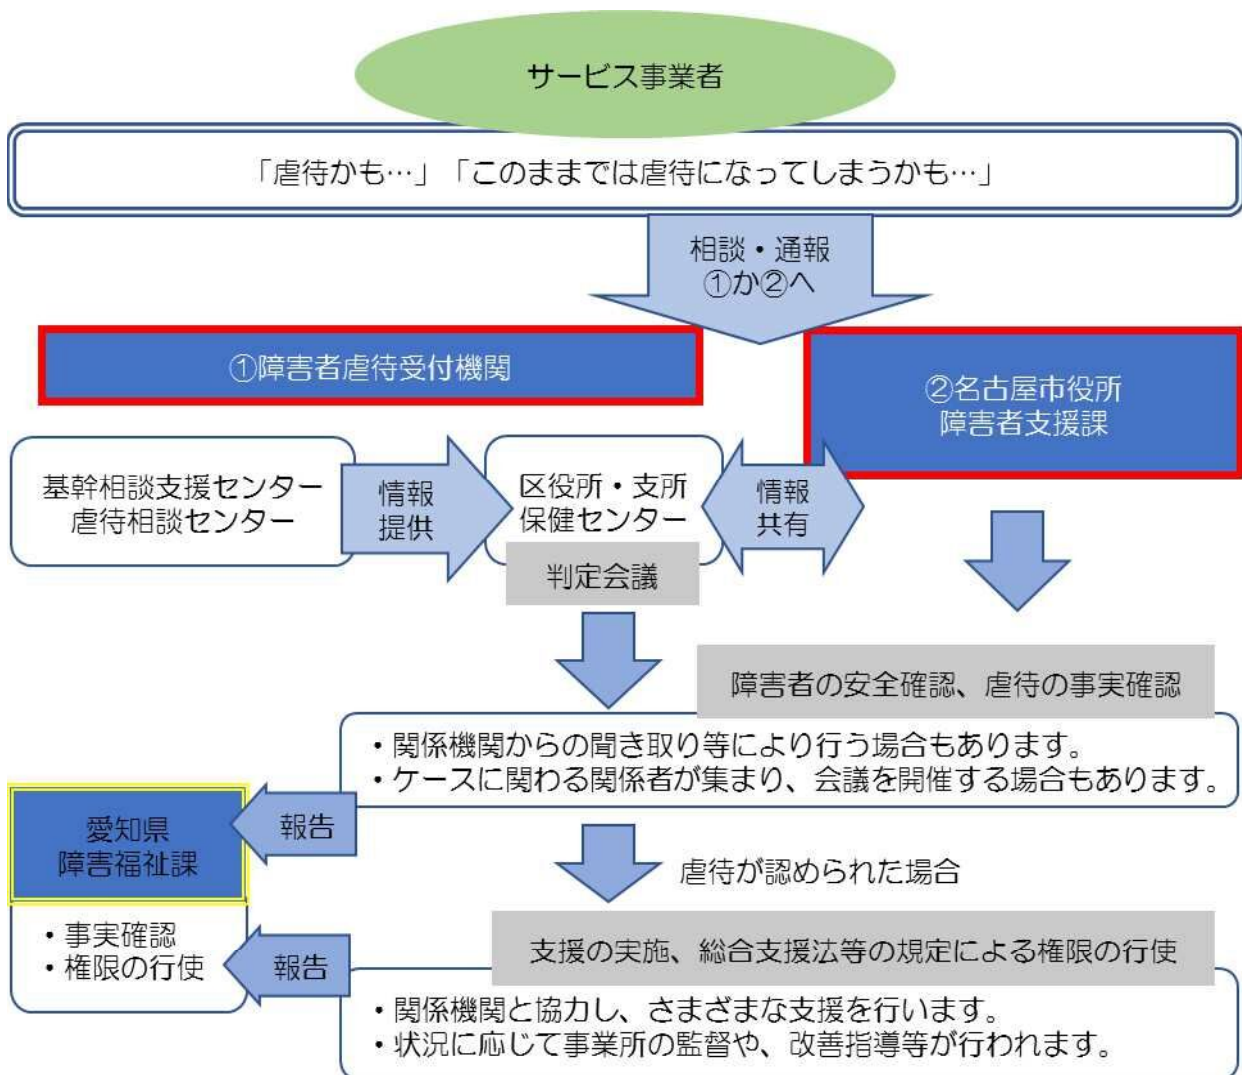 サービス事業者
「虐待かも…」「このままでは虐待になってしまうかも…」
相談・通報
①か②へ
①障害者虐待受付機関
②名古屋市役所
障害者支援課
基幹相談支援センター
虐待相談センター
情報
提供
区役所・支所
保健センター
情報
共有
判定会議
障害者の安全確認、虐待の事実確認
・関係機関からの聞き取り等により行う場合もあります。
・ケースに関わる関係者が集まり、会議を開催する場合もあります。
報告
愛知県
障害福祉課
・事実確認
・権限の行使
虐待が認められた場合
支援の実施、総合支援法等の規定による権限の行使
報告
・関係機関と協力し、さまざまな支援を行います。
・状況に応じて事業所の監督や、改善指導等が行われます。